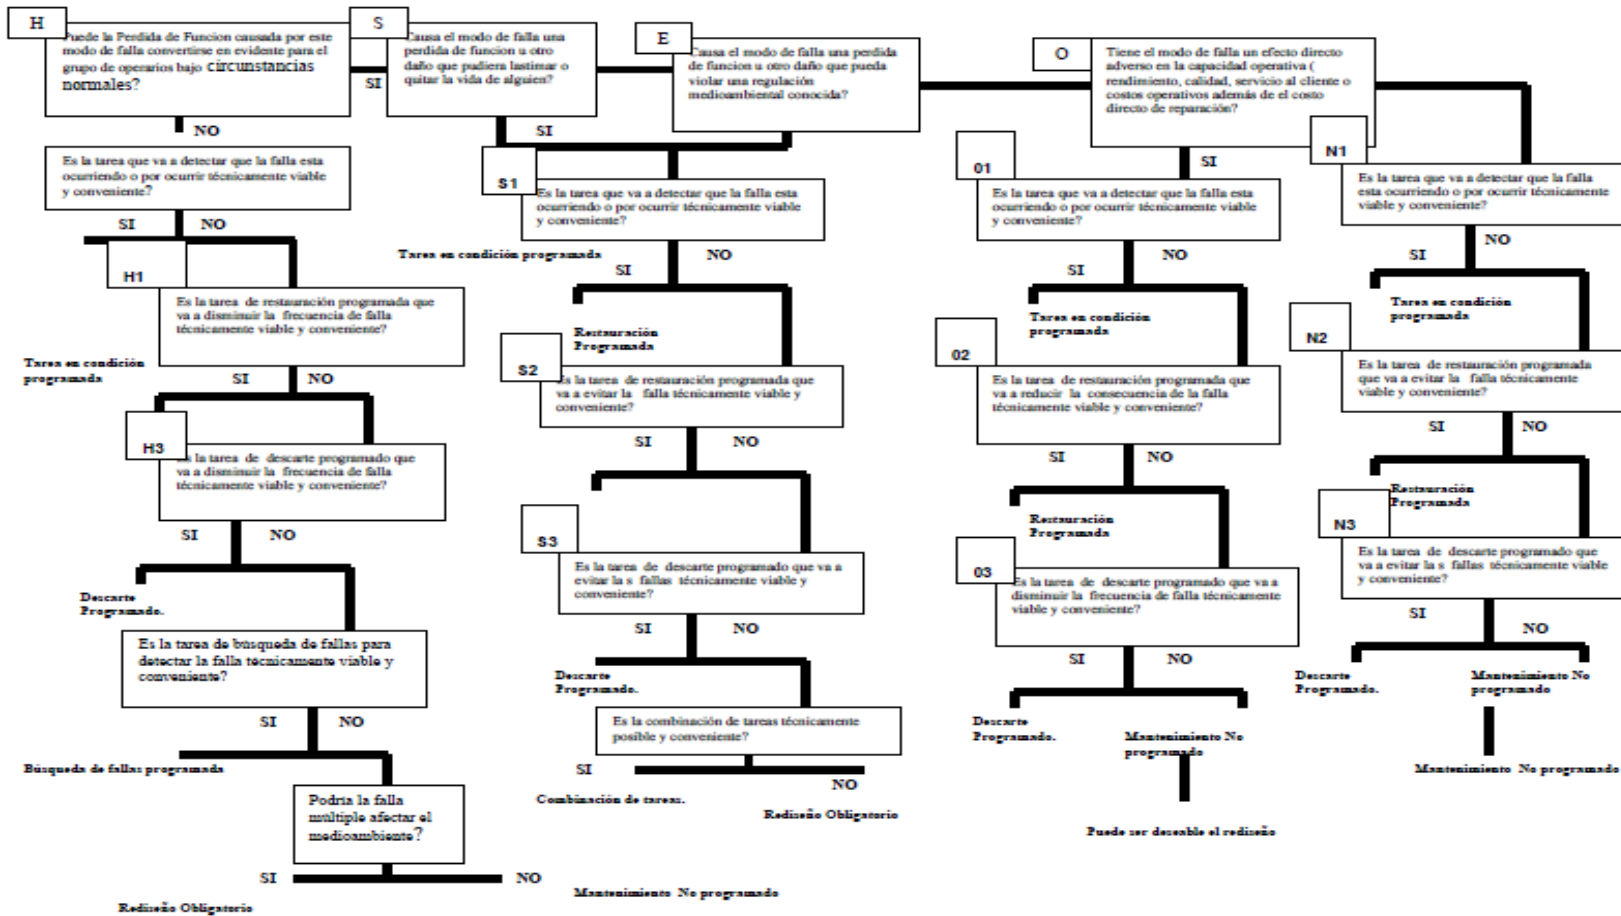 H
Puede la Perdida de Funcion causada por este
modo de falla convertirse en evidente para el
grupo de operarios bajo circunstancias
normales?
SI
NO
S
Causa el modo de falla una
perdida de funcion u otro
daño que pudiera lastimar o
quitar la vida de alguien?
SI
E
Causa el modo de falla una perdida
de funcion u otro daño que pueda
violar una regulación
medioambiental conocida?
O
Tiene el modo de falla un efecto directo
adverso en la capacidad operativa (
rendimiento, calidad, servicio al cliente o
costos operativos además de el costo
directo de reparación?
SI
Es la tarea que va a detectar que la falla esta
ocurriendo o por ocurrir técnicamente viable
y conveniente?
SI
NO
H1
Es la tarea de restauración programada que
va a disminuir la frecuencia de falla
técnicamente viable y conveniente?
Tarea en condición
programada
SI
NO
H3
Es la tarea de descarte programado que
va a disminuir la frecuencia de falla
técnicamente viable y conveniente?
SI
NO
Descarte
Programado.
Es la tarea de búsqueda de fallas para
detectar la falla técnicamente viable y
conveniente?
SI
NO
Búsqueda de fallas programada
Podría la falla
múltiple afectar el
medioambiente?
SI
NO
Rediseño Obligatorio
Mantenimiento No programado
S1
Es la tarea que va a detectar que la falla esta
ocurriendo o por ocurrir técnicamente viable
y conveniente?
Tarea en condición programada
SI
NO
Restauración
Programada
S2
Es la tarea de restauración programada que
va a evitar la falla técnicamente viable y
conveniente?
SI
NO
S3
Es la tarea de descarte programado que va a
evitar la s fallas técnicamente viable y
conveniente?
SI
NO
Descarte
Programado.
Es la combinación de tareas técnicamente
posible y conveniente?
SI
NO
Combinación de tareas.
Rediseño Obligatorio
01
Es la tarea que va a detectar que la falla esta
ocurriendo o por ocurrir técnicamente viable
y conveniente?
SI
NO
Tarea en condición
programada
02
Es la tarea de restauración programada que
va a reducir la consecuencia de la falla
técnicamente viable y conveniente?
SI
NO
Restauración
Programada
03
Es la tarea de descarte programado que va a
disminuir la frecuencia de falla técnicamente
viable y conveniente?
SI
NO
Descarte
Programado.
Mantenimiento No
programado
Puede ser deseable el rediseño
N1
Es la tarea que va a detectar que la falla
esta ocurriendo o por ocurrir técnicamente
viable y conveniente?
SI
NO
Tarea en condición
programada
N2
Es la tarea de restauración programada
que va a evitar la falla técnicamente
viable y conveniente?
SI
NO
Restauración
Programada
N3
Es la tarea de descarte programado que
va a evitar la s fallas técnicamente viable
y conveniente?
SI
NO
Descarte
Programado.
Mantenimiento No
programado
Mantenimiento No programado